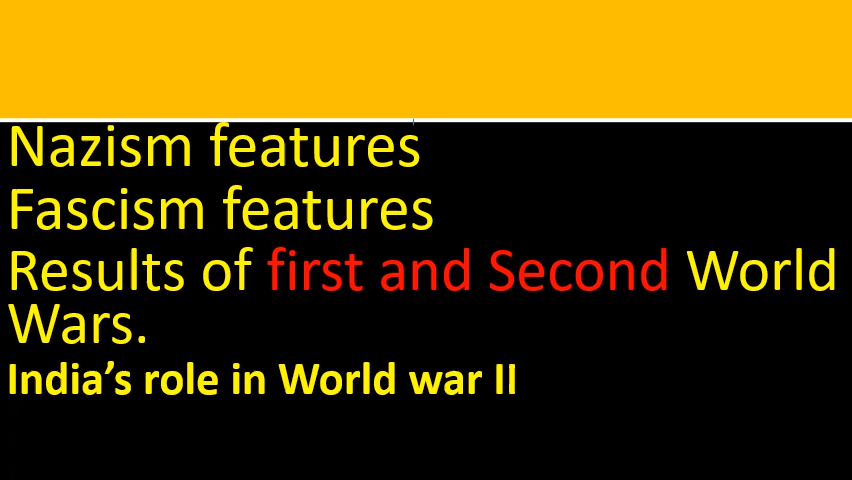 Nazism features
Fascism features
Results of first and Second World
Wars.
India’s role in World war II